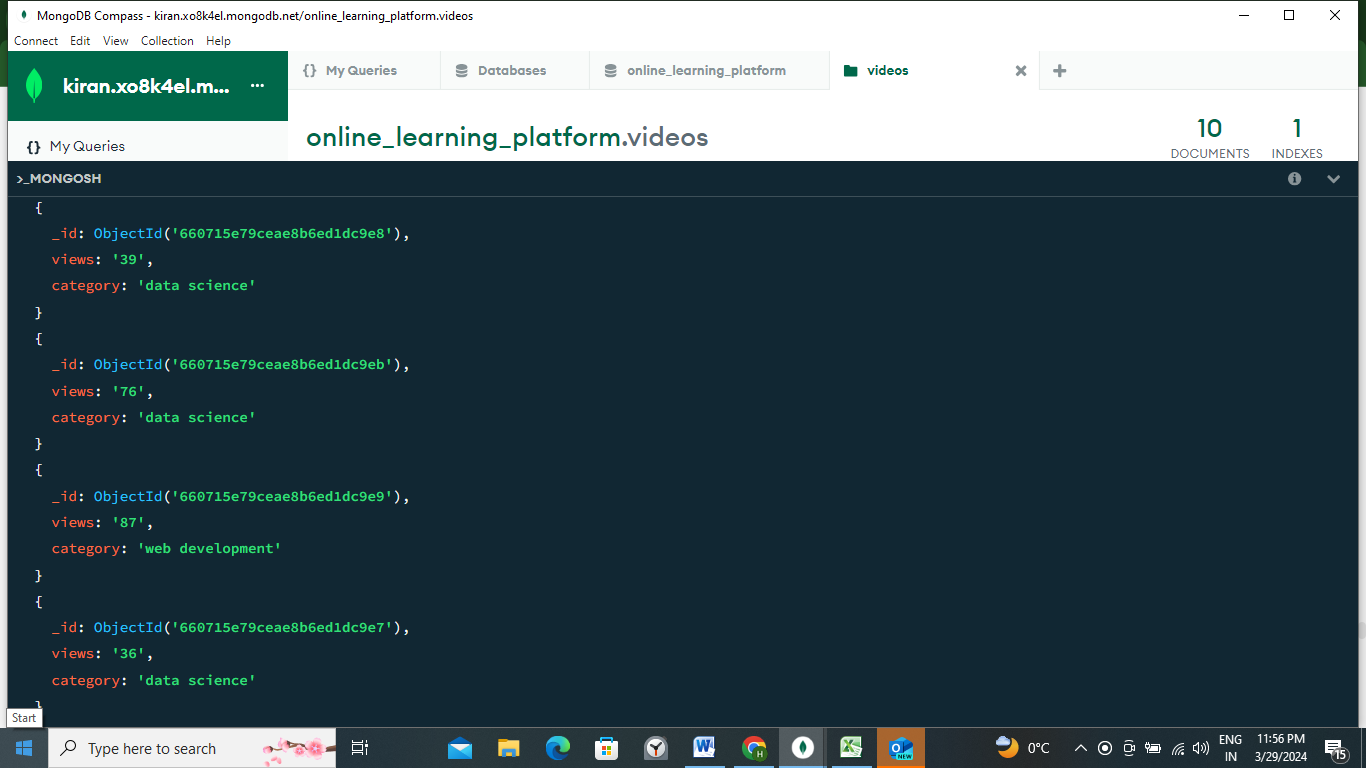 MongoDB Compass - kiran.xo8k4el.mongodb.net/online_learning_platform.videos
Connect Edit View Collection Help
kiran.xo8k4el.m... ...
{} My Queries
Databases
online_learning_platform
videos
{} My Queries
online_learning_platform.videos
10
DOCUMENTS
1
INDEXES
>_MONGOSH
{
_id: ObjectId('660715e79ceae8b6ed1dc9e8'),
views: '39',
category: 'data science'
}
{
_id: ObjectId('660715e79ceae8b6ed1dc9eb'),
views: '76',
category: 'data science'
}
{
_id: ObjectId('660715e79ceae8b6ed1dc9e9'),
views: '87',
category: 'web development'
}
{
_id: ObjectId('660715e79ceae8b6ed1dc9e7'),
views: '36',
category: 'data science'
}
Start
Type here to search
NEW
0°C
ENG
IN
11:56 PM
3/29/2024
15